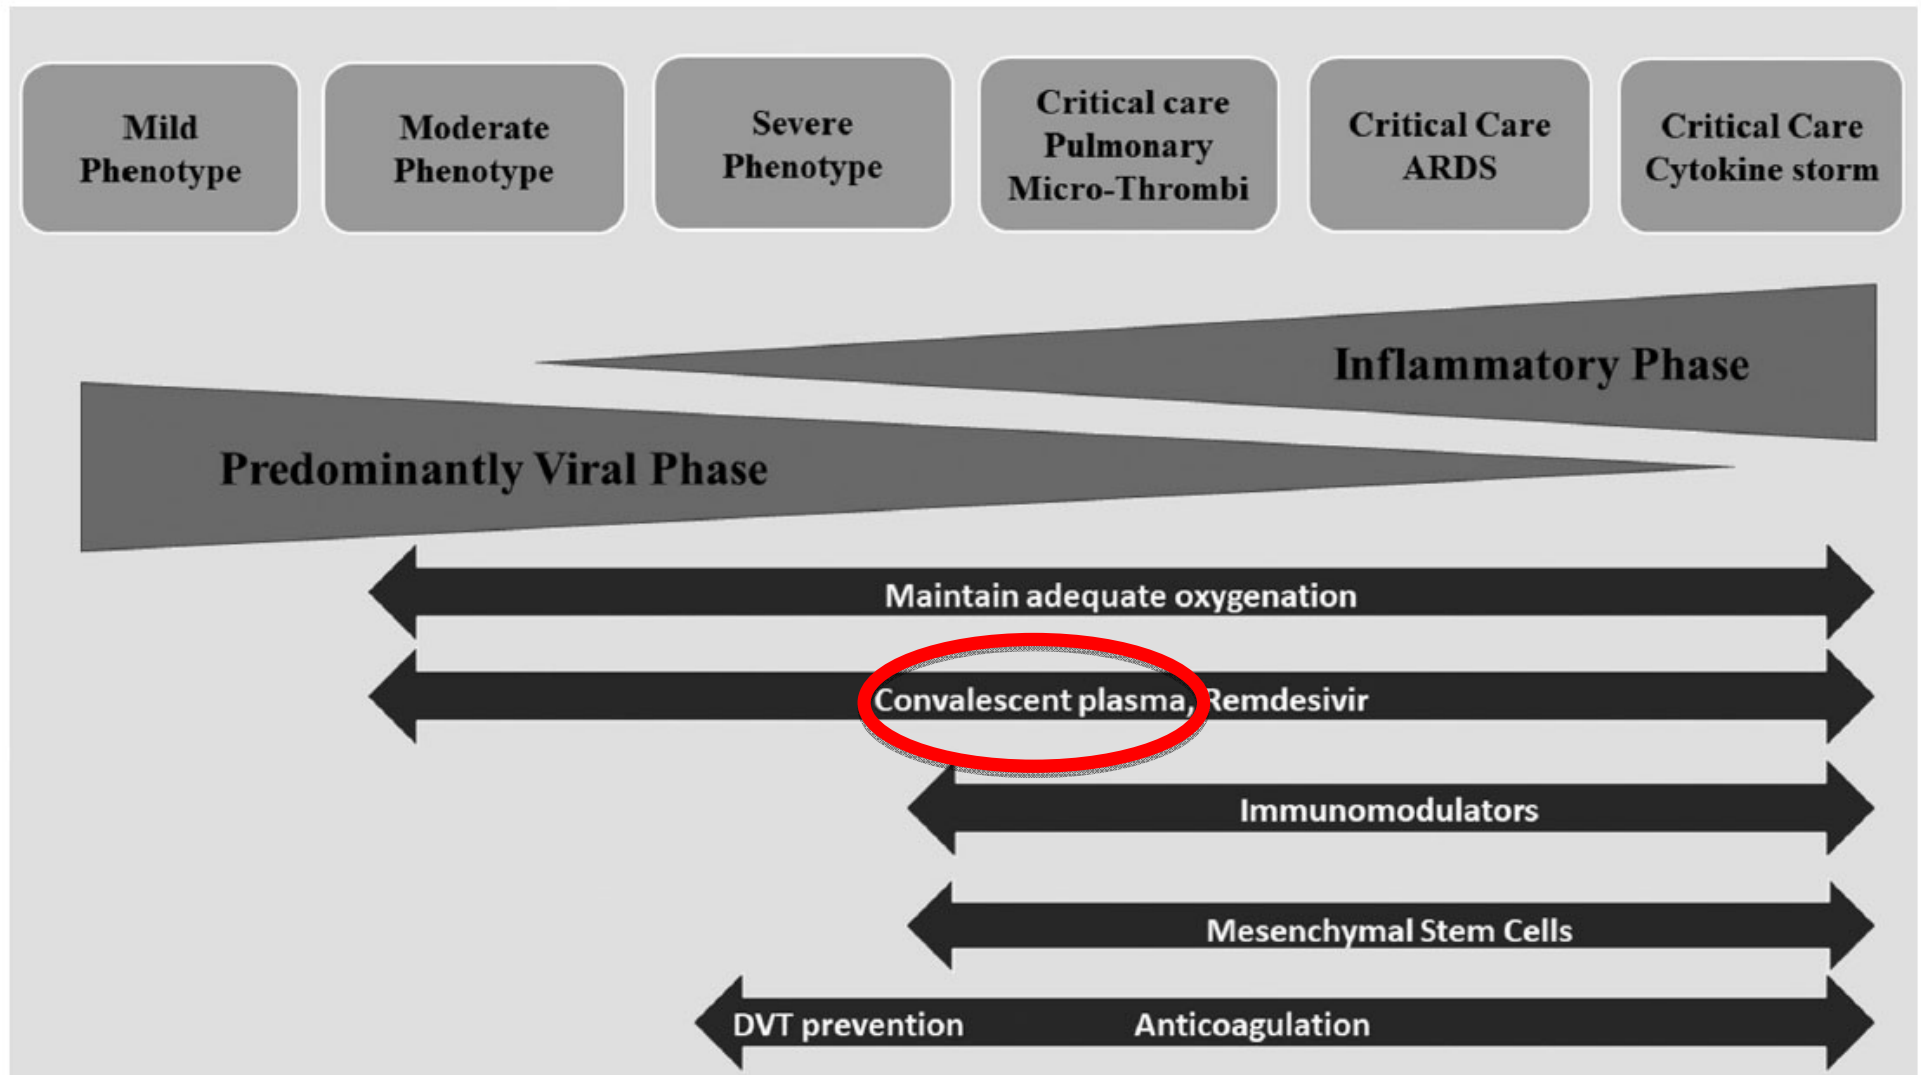 Mild
Phenotype
Moderate
Phenotype
Severe
Phenotype
Critical care
Pulmonary
Micro-Thrombi
Critical Care
ARDS
Critical Care
Cytokine storm
Inflammatory Phase
Predominantly Viral Phase
Maintain adequate oxygenation
Convalescent plasma, Remdesivir
Immunomodulators
Mesenchymal Stem Cells
DVT prevention Anticoagulation